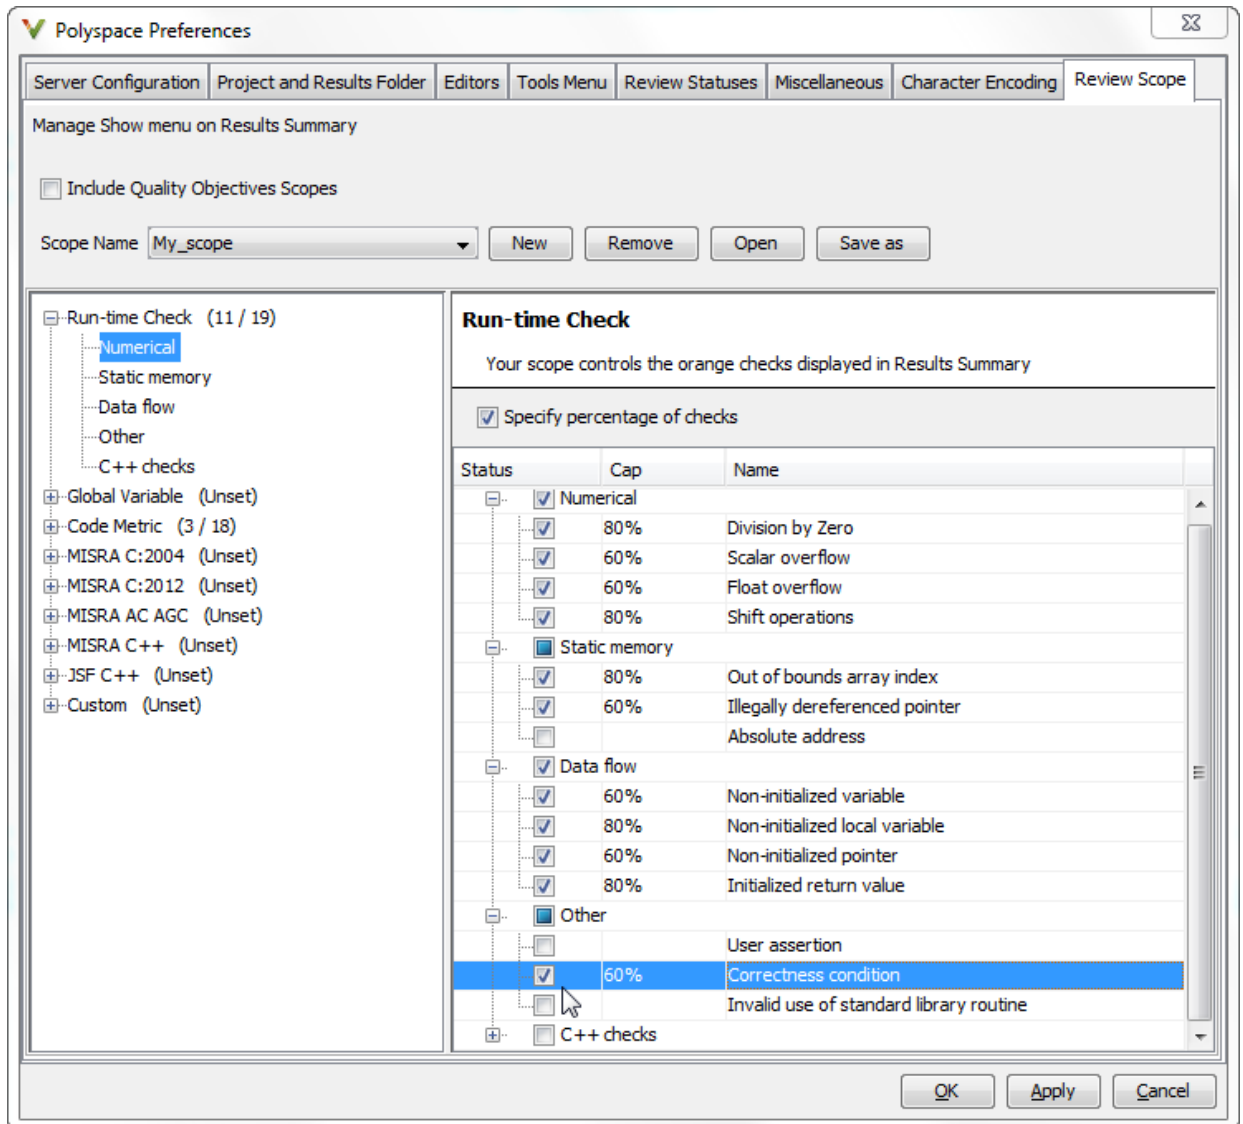 Polyspace Preferences
Server Configuration Project and Results Folder Editors Tools Menu Review Statuses Miscellaneous Character Encoding Review Scope
Manage Show menu on Results Summary
Include Quality Objectives Scopes
Scope Name My_scope New Remove Open Save as
Run-time Check (11 / 19)
Numerical
Static memory
Data flow
Other
C++ checks
Global Variable (Unset)
Code Metric (3 / 18)
MISRA C:2004 (Unset)
MISRA C:2012 (Unset)
MISRA AC AGC (Unset)
MISRA C++ (Unset)
JSF C++ (Unset)
Custom (Unset)
Run-time Check
Your scope controls the orange checks displayed in Results Summary
Specify percentage of checks
Status Cap Name
Numerical
80% Division by Zero
60% Scalar overflow
60% Float overflow
80% Shift operations
Static memory
80% Out of bounds array index
60% Illegally dereferenced pointer
Absolute address
Data flow
60% Non-initialized variable
80% Non-initialized local variable
60% Non-initialized pointer
80% Initialized return value
Other
User assertion
60% Correctness condition
Invalid use of standard library routine
C++ checks
OK Apply Cancel